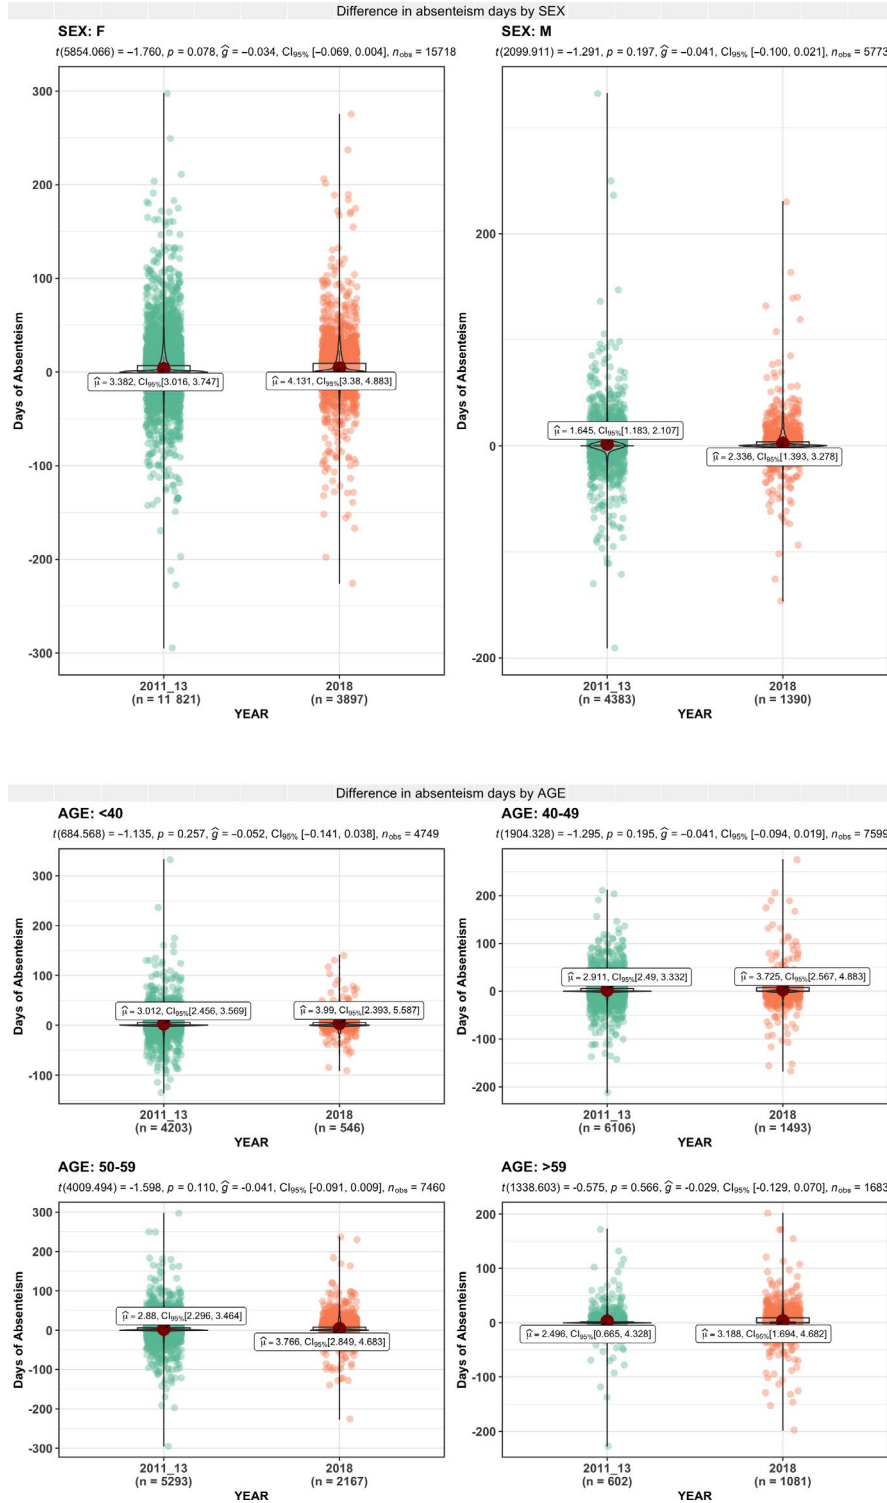 Difference in absenteism days by SEX
SEX: F
t(5854.066) = −1.760, p = 0.078, ĝ = −0.034, CI95% [−0.069, 0.004], nobs = 15718
Days of Absenteism
300
200
100
0
-100
-200
-300
μ̂ = 3.382, CI95%[3.016, 3.747]
μ̂ = 4.131, CI95%[3.38, 4.883]
2011_13
(n = 11 821)
2018
(n = 3897)
YEAR
SEX: M
t(2099.911) = −1.291, p = 0.197, ĝ = −0.041, CI95% [−0.100, 0.021], nobs = 5773
Days of Absenteism
200
0
-200
μ̂ = 1.645, CI95%[1.183, 2.107]
μ̂ = 2.336, CI95%[1.393, 3.278]
2011_13
(n = 4383)
2018
(n = 1390)
YEAR
Difference in absenteism days by AGE
AGE: <40
t(684.568) = −1.135, p = 0.257, ĝ = −0.052, CI95% [−0.141, 0.038], nobs = 4749
Days of Absenteism
300
200
100
0
-100
μ̂ = 3.012, CI95%[2.456, 3.569]
μ̂ = 3.99, CI95%[2.393, 5.587]
2011_13
(n = 4203)
2018
(n = 546)
YEAR
AGE: 40-49
t(1904.328) = −1.295, p = 0.195, ĝ = −0.041, CI95% [−0.094, 0.019], nobs = 7599
Days of Absenteism
200
100
0
-100
-200
μ̂ = 2.911, CI95%[2.49, 3.332]
μ̂ = 3.725, CI95%[2.567, 4.883]
2011_13
(n = 6106)
2018
(n = 1493)
YEAR
AGE: 50-59
t(4009.494) = -1.598, p = 0.110, ĝ = −0.041, CI95% [−0.091, 0.009], nobs = 7460
Days of Absenteism
300
200
100
0
-100
-200
-300
μ̂ = 2.88, CI95%[2.296, 3.464]
μ̂ = 3.766, CI95%[2.849, 4.683]
2011_13
(n = 5293)
2018
(n = 2167)
YEAR
AGE: >59
t(1338.603) = -0.575, p = 0.566, ĝ = −0.029, CI95% [−0.129, 0.070], nobs = 1683
Days of Absenteism
200
100
0
-100
-200
μ̂ = 2.496, CI95%[0.665, 4.328]
μ̂ = 3.188, CI95%[1.694, 4.682]
2011_13
(n = 602)
2018
(n = 1081)
YEAR